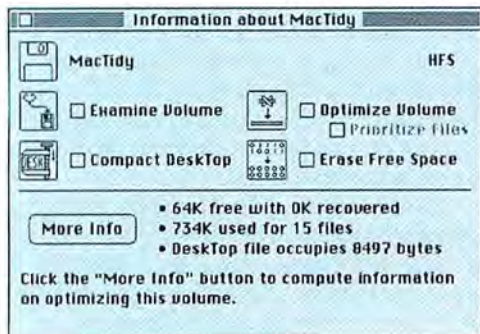 Information about MacTidy
MacTidy HFS
Examine Volume
Optimize Volume
Prioritize Files
Compact DeskTop
Erase Free Space
DESK
More Info
• 64K free with 0K recovered
• 734K used for 15 files
• DeskTop file occupies 8497 bytes
Click the "More Info" button to compute information
on optimizing this volume.